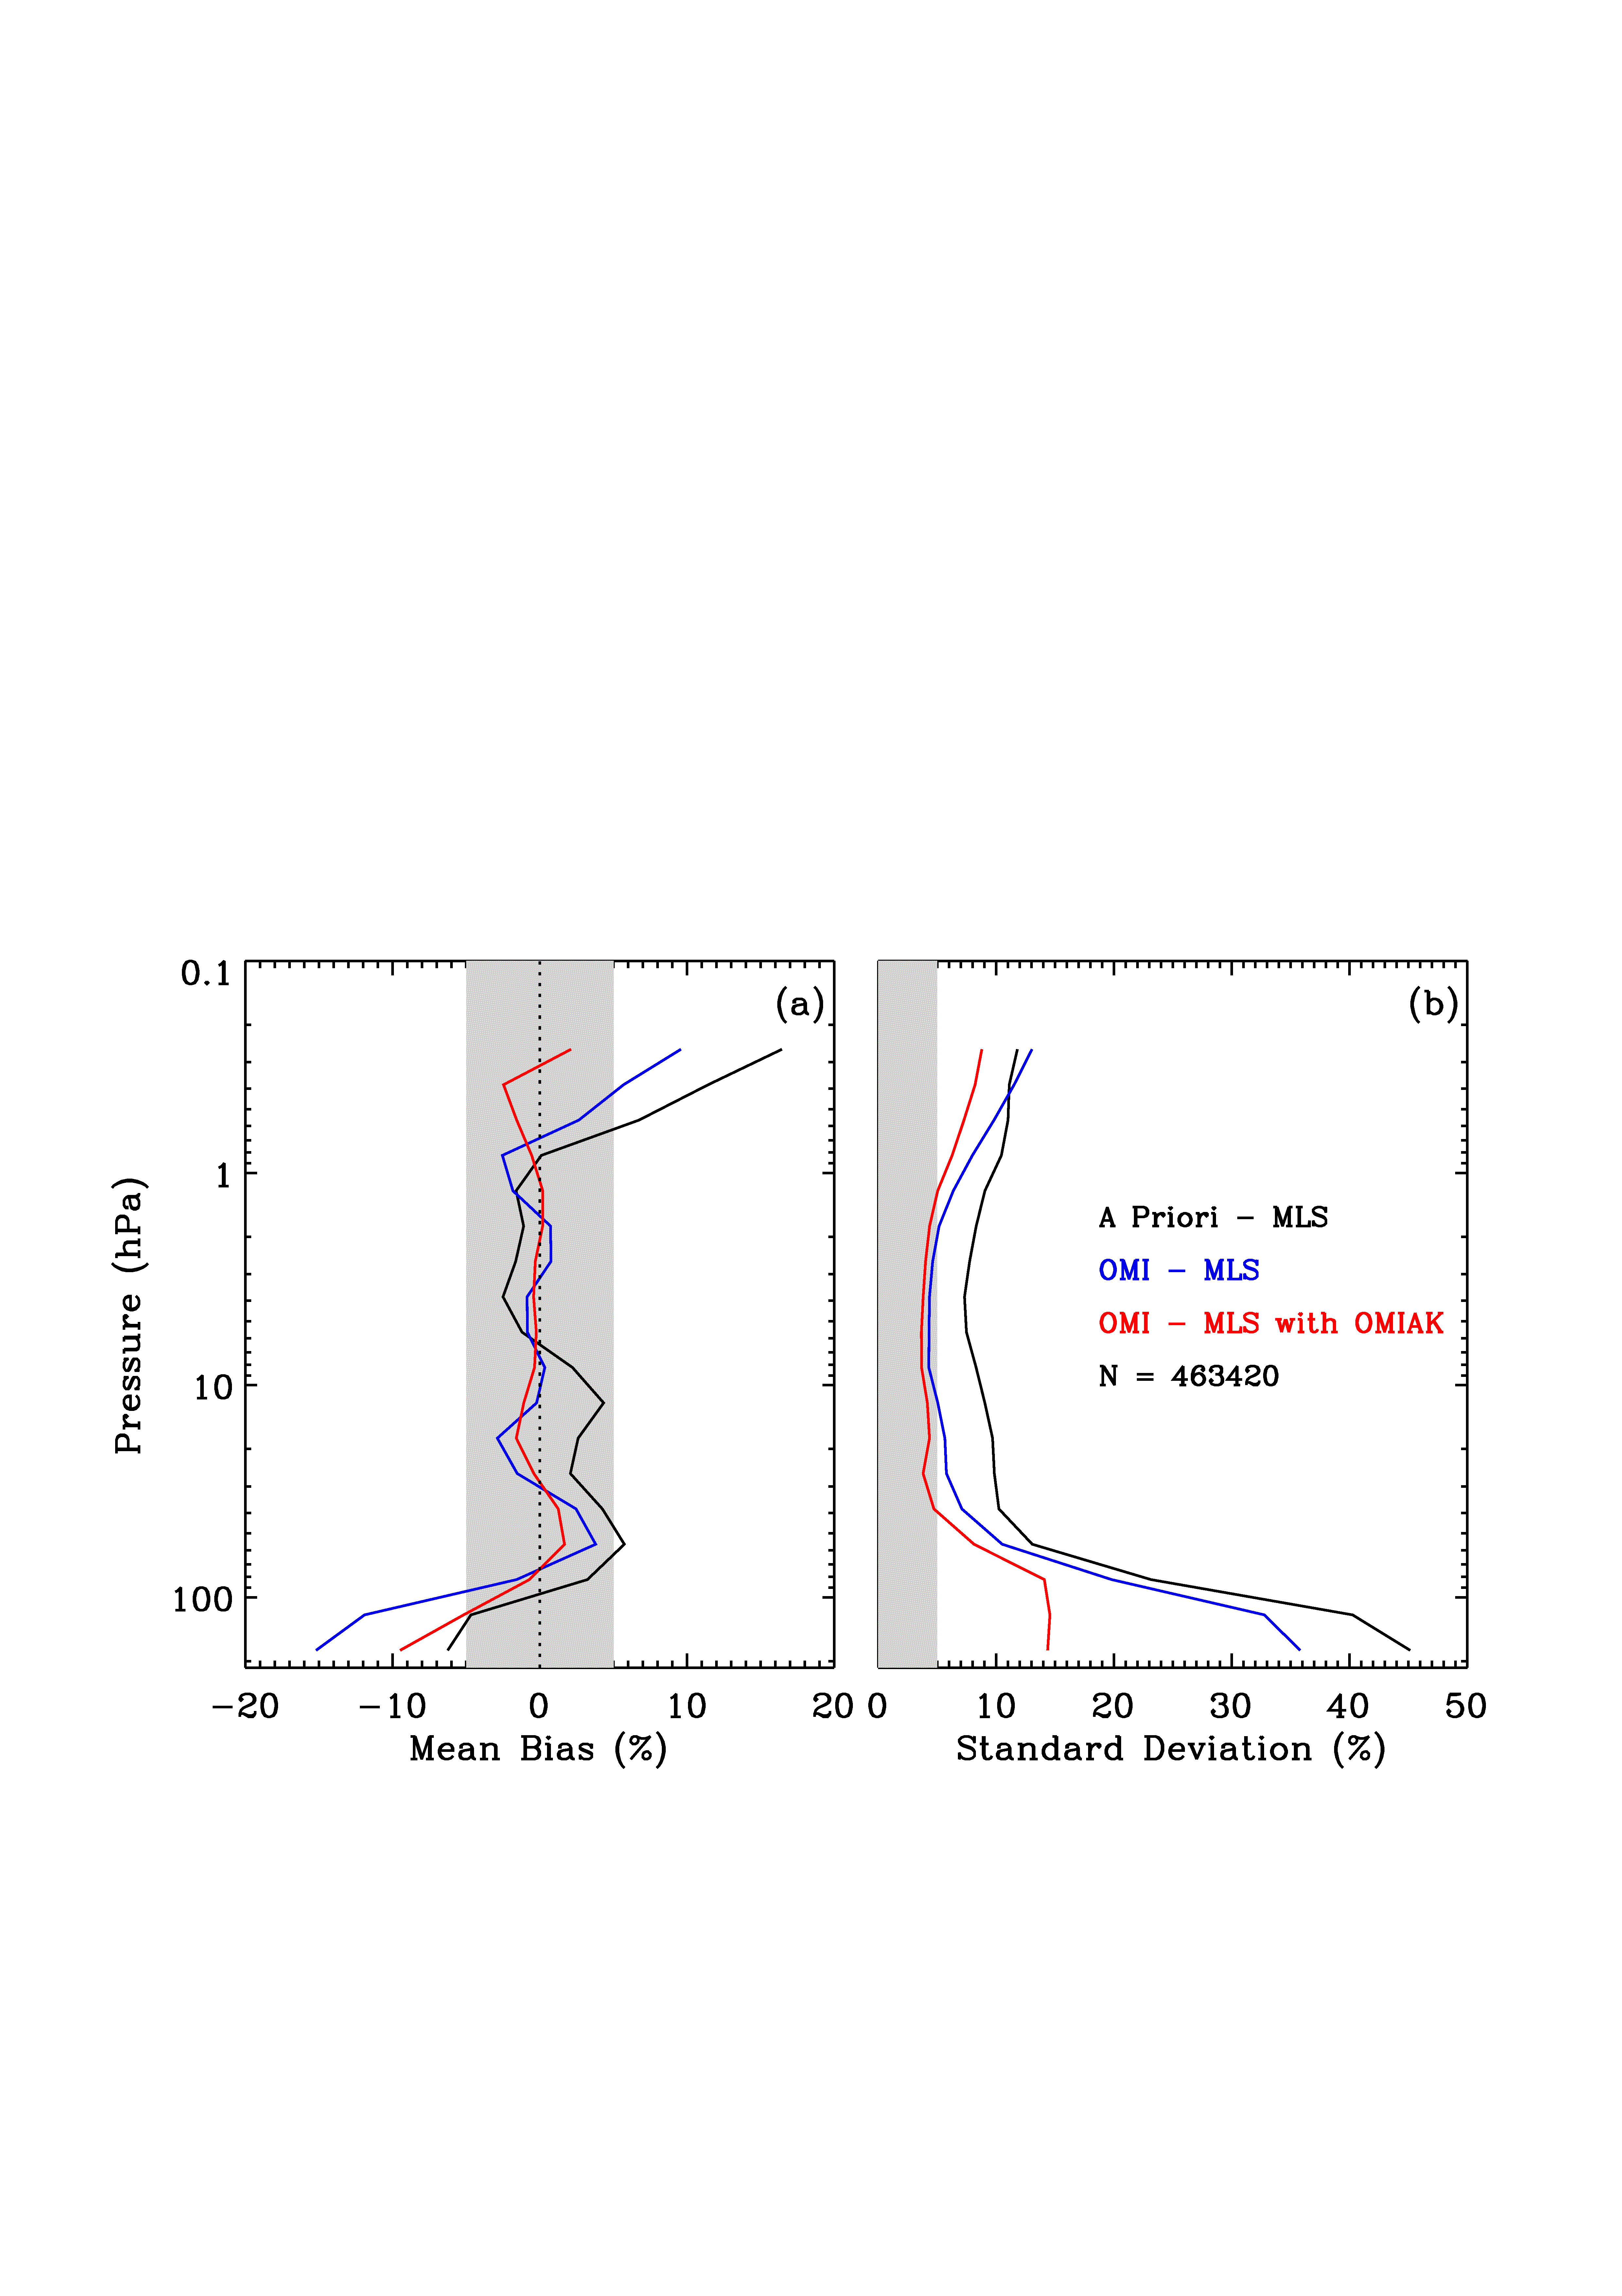 0.1
1
10
100
Pressure (hPa)
(a)
-20 -10 0 10 20
Mean Bias (%)
(b)
A Priori - MLS
OMI - MLS
OMI - MLS with OMIAK
N = 463420
0 10 20 30 40 50
Standard Deviation (%)